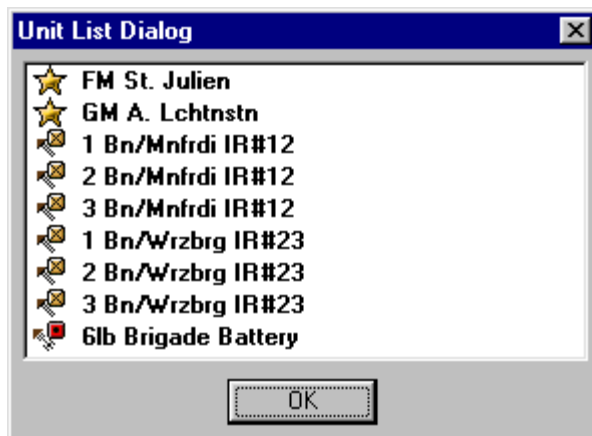 Unit List Dialog
FM St. Julien
GM A. Lchtnstn
1 Bn/Mnfrdi IR#12
2 Bn/Mnfrdi IR#12
3 Bn/Mnfrdi IR#12
1 Bn/Wrzbrg IR#23
2 Bn/Wrzbrg IR#23
3 Bn/Wrzbrg IR#23
6lb Brigade Battery
OK